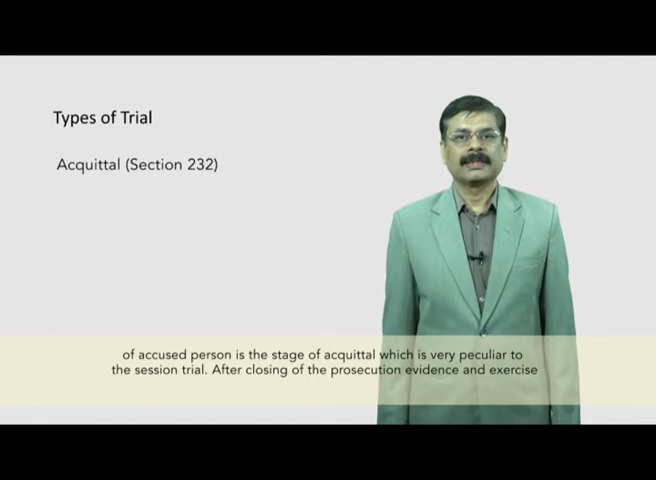 Types of Trial
Acquittal (Section 232)
of accused person is the stage of acquittal which is very peculiar to
the session trial. After closing of the prosecution evidence and exercise